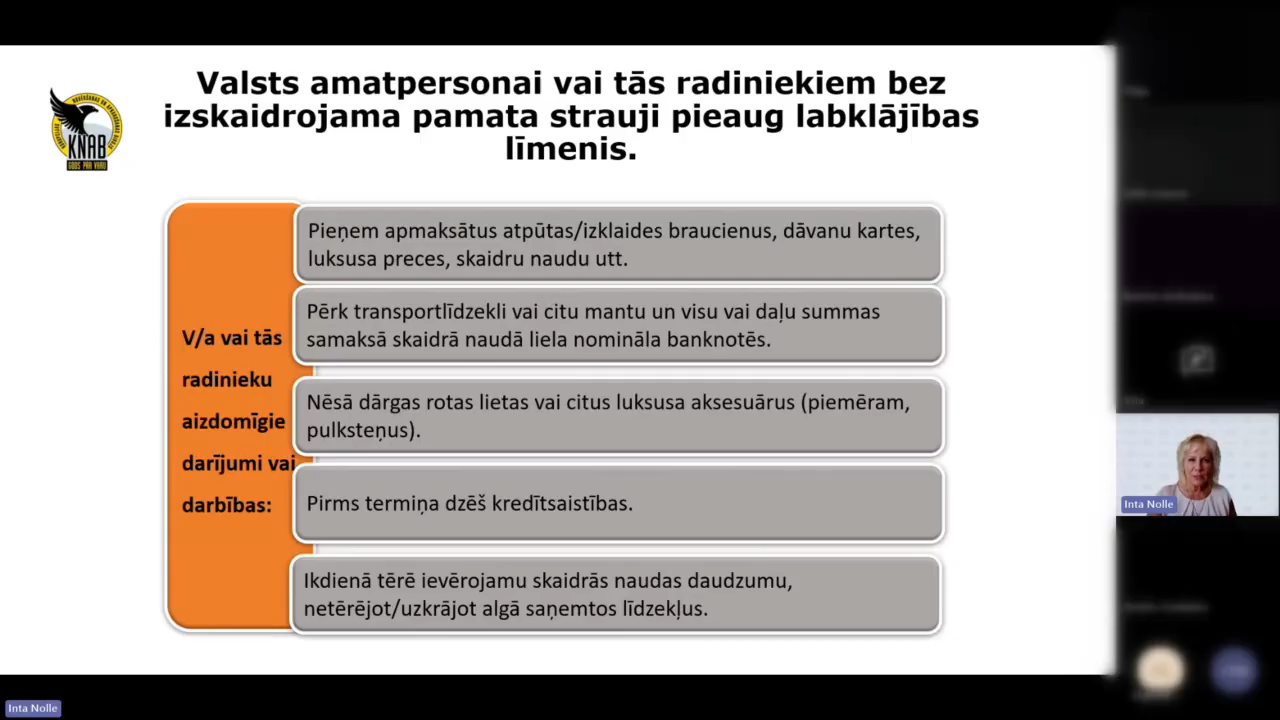 Valsts amatpersonai vai tās radiniekiem bez
izskaidrojama pamata strauji pieaug labklājības
līmenis.
KNAB
V/a vai tās
radinieku
aizdomīgie
darījumi vai
darbības:
Pieņem apmaksātus atpūtas/izklaides braucienus, dāvanu kartes,
luksusa preces, skaidru naudu utt.
Pērk transportlīdzekli vai citu mantu un visu vai daļu summas
samaksā skaidrā naudā liela nomināla banknotēs.
Nēsā dārgas rotas lietas vai citus luksusa aksesuārus (piemēram,
pulksteņus).
Pirms termiņa dzēš kredītsaistības.
Ikdienā tērē ievērojamu skaidrās naudas daudzumu,
netērējot/uzkrājot algā saņemtos līdzekļus.
Inta Nolle
Inta Nolle